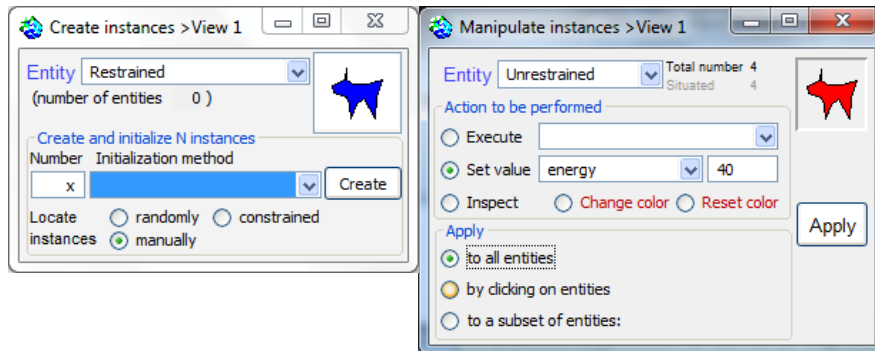 Create instances >View 1
Entity Restrained
(number of entities 0 )
Create and initialize N instances
Number Initialization method
x Create
Locate instances randomly constrained
manually
Manipulate instances >View 1
Entity Unrestrained Total number 4
Situated 4
Action to be performed
Execute
Set value energy 40
Inspect Change color Reset color
Apply
Apply
to all entities
by clicking on entities
to a subset of entities: